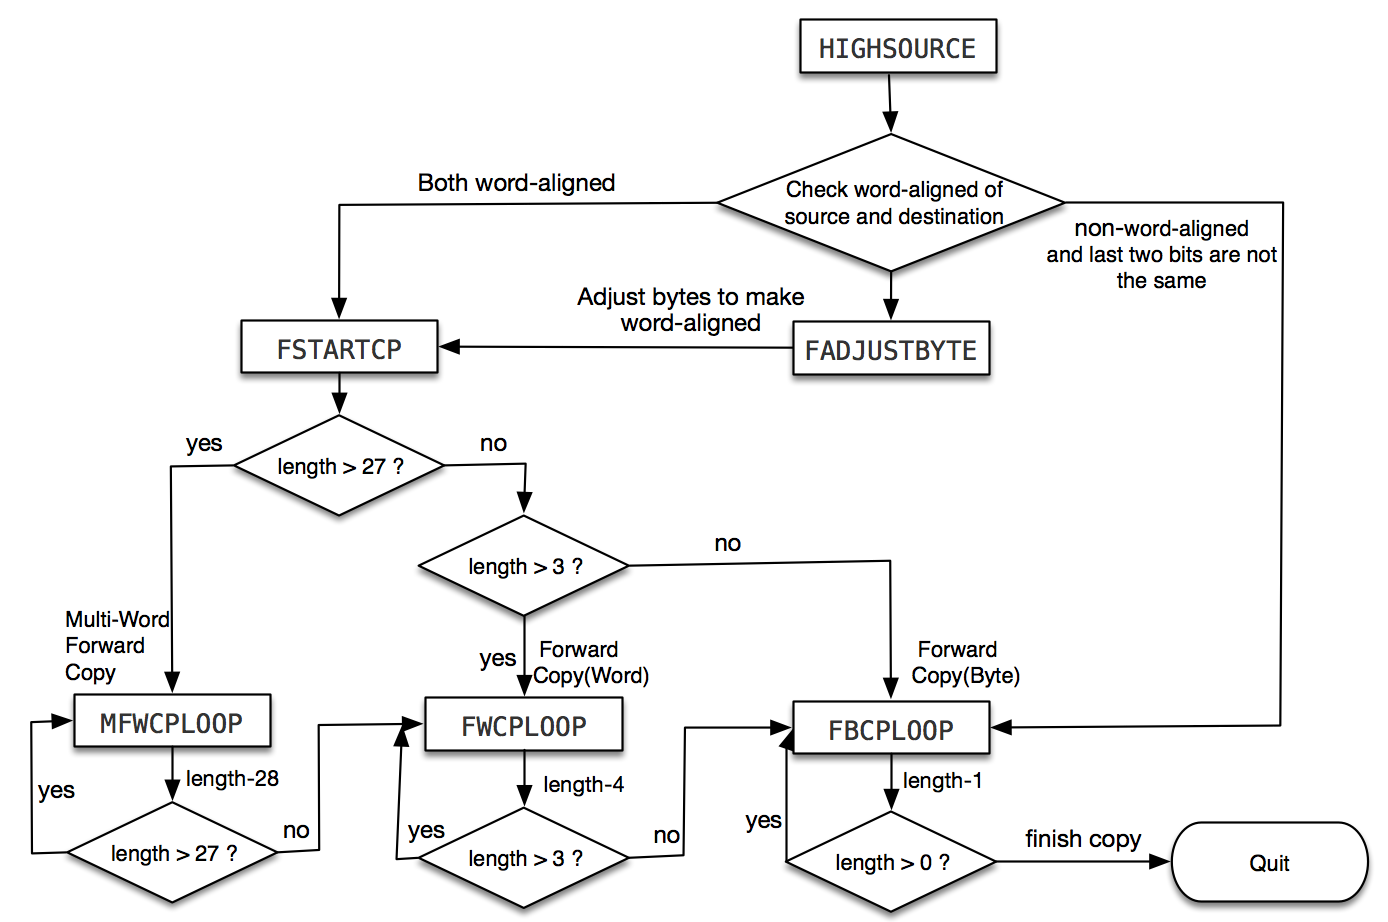 HIGHSOURCE
Check word-aligned of
source and destination
Both word-aligned
non-word-aligned
and last two bits are not
the same
Adjust bytes to make
word-aligned
FSTARTCP
FADJUSTBYTE
yes
length > 27 ?
no
length > 3 ?
no
Multi-Word
Forward
Copy
yes
Forward
Copy(Word)
Forward
Copy(Byte)
MFWCPLOOP
FWCPLOOP
FBCPLOOP
length-28
length-4
length-1
yes
length > 27 ?
no
yes
length > 3 ?
no
yes
length > 0 ?
finish copy
Quit